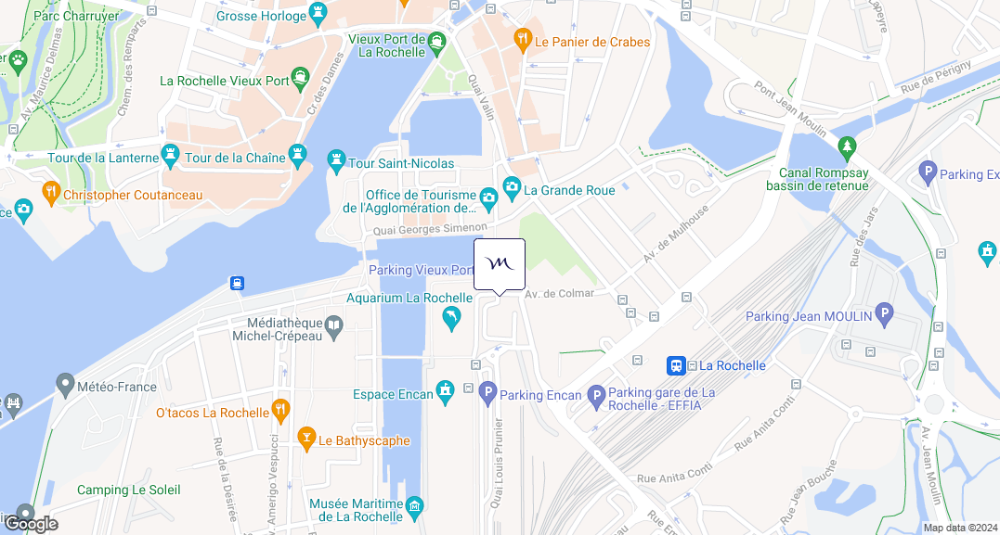 Parc Charruyer
Grosse Horloge
Vieux Port de
La Rochelle
Le Panier de Crabes
Lapeyre
Rue de Périgny
Av. Maurice Delmas
Chem. des Remparts
La Rochelle Vieux Port
Cr des Dames
Quai Valin
Pont Jean Moulin
Tour de la Lanterne
Tour de la Chaîne
Tour Saint-Nicolas
Canal Rompsay
bassin de retenue
Parking Ex
Christopher Coutanceau
Office de Tourisme
de l'Agglomération de...
La Grande Roue
Quai Georges Simenon
Av. de Mulhouse
Rue des Jars
Parking Vieux Port
Aquarium La Rochelle
Av. de Colmar
Médiathèque
Michel-Crépeau
Parking Jean MOULIN
La Rochelle
Météo-France
Espace Encan
Parking Encan
Parking gare de La
Rochelle - EFFIA
O'tacos La Rochelle
Le Bathyscaphe
Rue de la Désirée
Av. Amerigo Vespucci
Quai Louis Prunier
Rue Anita Conti
Rue Anita Conti
Av. Jean Moulin
Rue Jean Bouche
Camping Le Soleil
Musée Maritime
de La Rochelle
Google
Map data ©2024